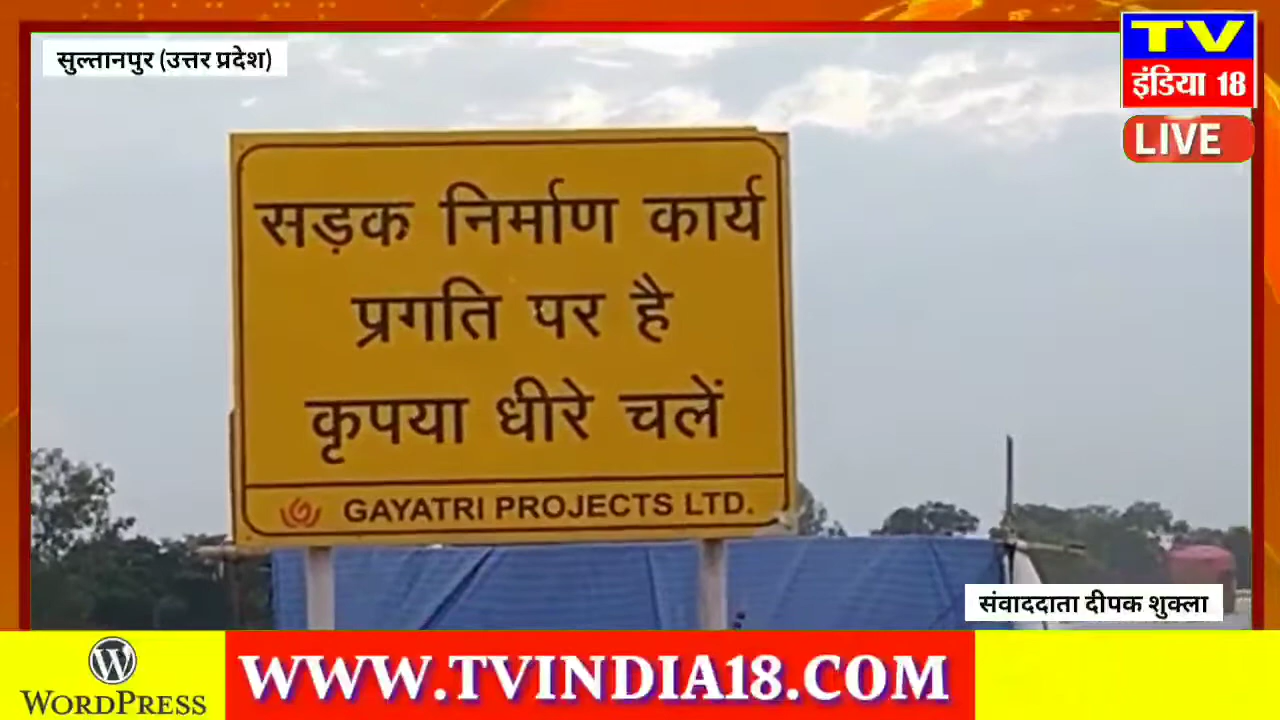 सुल्तानपुर (उत्तर प्रदेश)
TV
इंडिया 18
LIVE
सड़क निर्माण कार्य
प्रगति पर है
कृपया धीरे चलें
GAYATRI PROJECTS LTD.
संवाददाता दीपक शुक्ला
WORDPRESS
WWW.TVINDIA18.COM